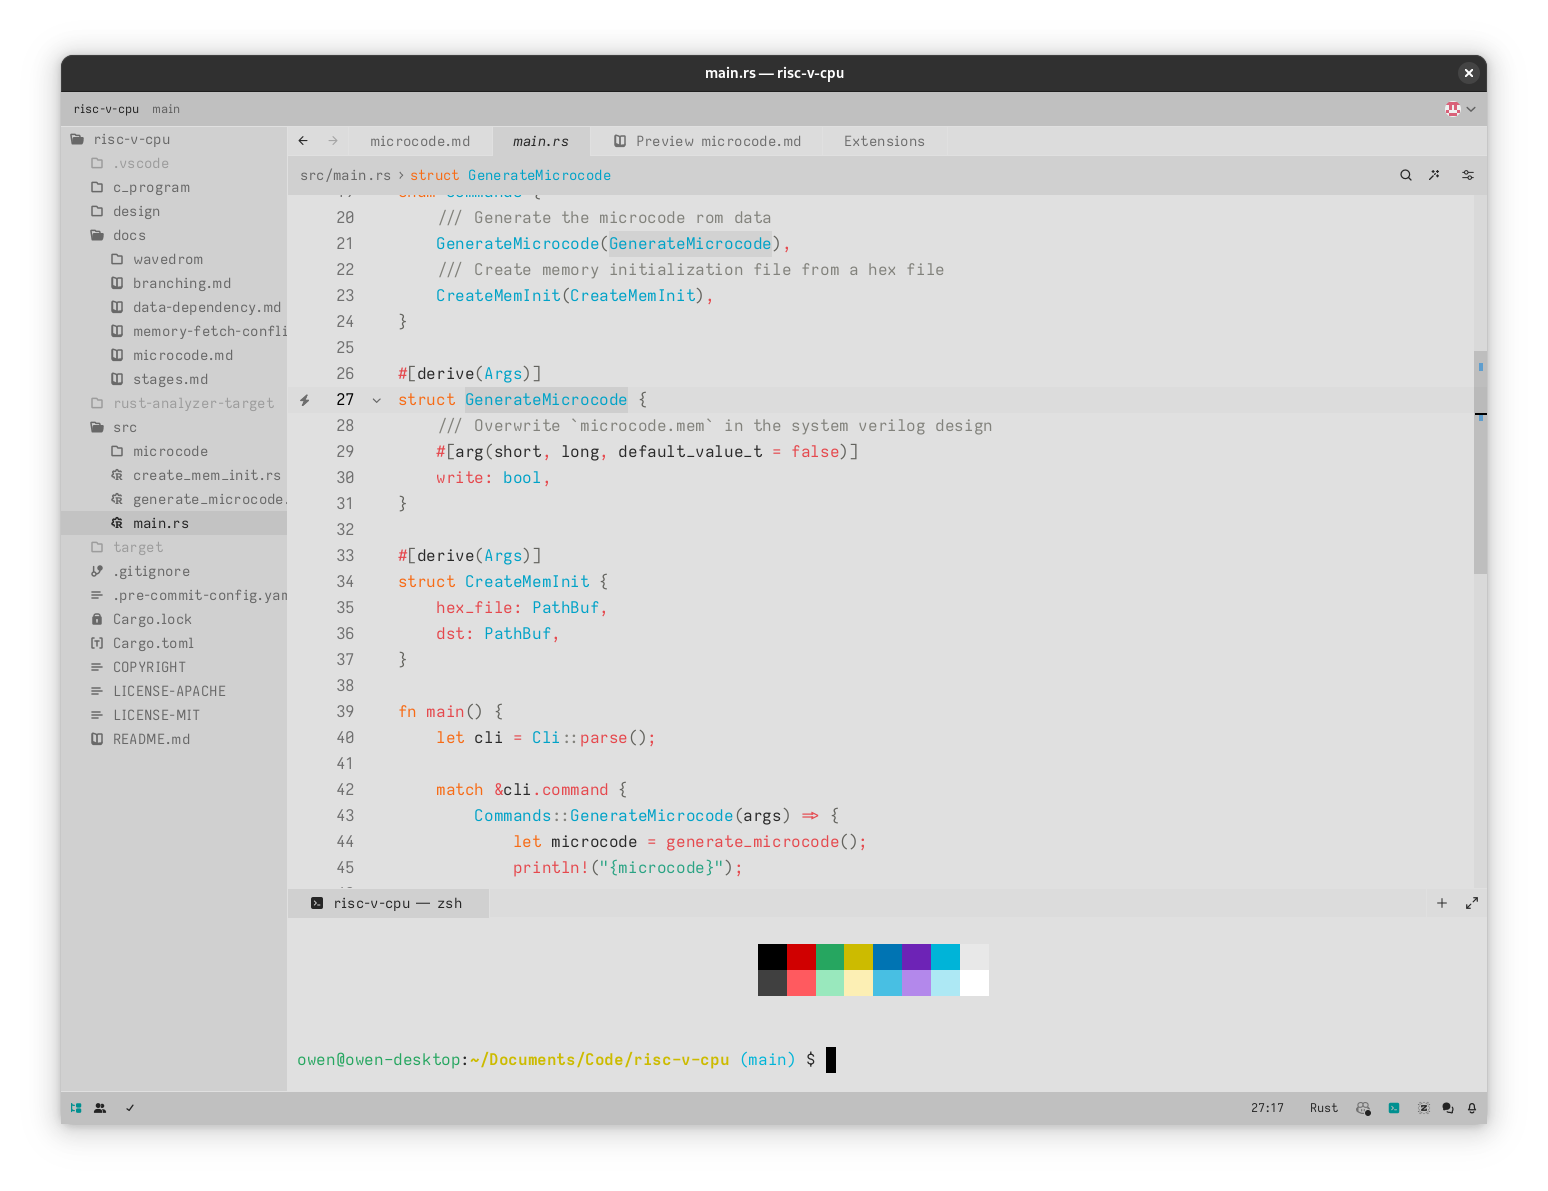 main.rs — risc-v-cpu
risc-v-cpu main
risc-v-cpu
.vscode
c_program
design
docs
wavedrom
branching.md
data-dependency.md
memory-fetch-confli
microcode.md
stages.md
rust-analyzer-target
src
microcode
create_mem_init.rs
generate_microcode.
main.rs
target
.gitignore
.pre-commit-config.yam
Cargo.lock
Cargo.toml
COPYRIGHT
LICENSE-APACHE
LICENSE-MIT
README.md
microcode.md main.rs Preview microcode.md Extensions
src/main.rs › struct GenerateMicrocode
20 /// Generate the microcode rom data
21 GenerateMicrocode(GenerateMicrocode),
22 /// Create memory initialization file from a hex file
23 CreateMemInit(CreateMemInit),
24 }
25
26 #[derive(Args)]
27 struct GenerateMicrocode {
28 /// Overwrite `microcode.mem` in the system verilog design
29 #[arg(short, long, default_value_t = false)]
30 write: bool,
31 }
32
33 #[derive(Args)]
34 struct CreateMemInit {
35 hex_file: PathBuf,
36 dst: PathBuf,
37 }
38
39 fn main() {
40 let cli = Cli::parse();
41
42 match &cli.command {
43 Commands::GenerateMicrocode(args) => {
44 let microcode = generate_microcode();
45 println!("{microcode}");
risc-v-cpu — zsh
owen@owen-desktop:~/Documents/Code/risc-v-cpu (main) $
27:17 Rust